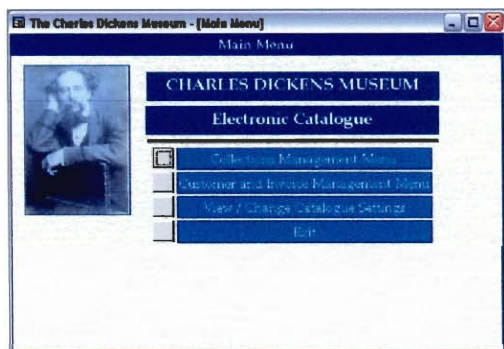 The Charles Dickens Museum - [Main Menu]
Main Menu
CHARLES DICKENS MUSEUM
Electronic Catalogue
Collections Management Menu
Customer and Invoice Management Menu
View / Change Catalogue Settings
Exit